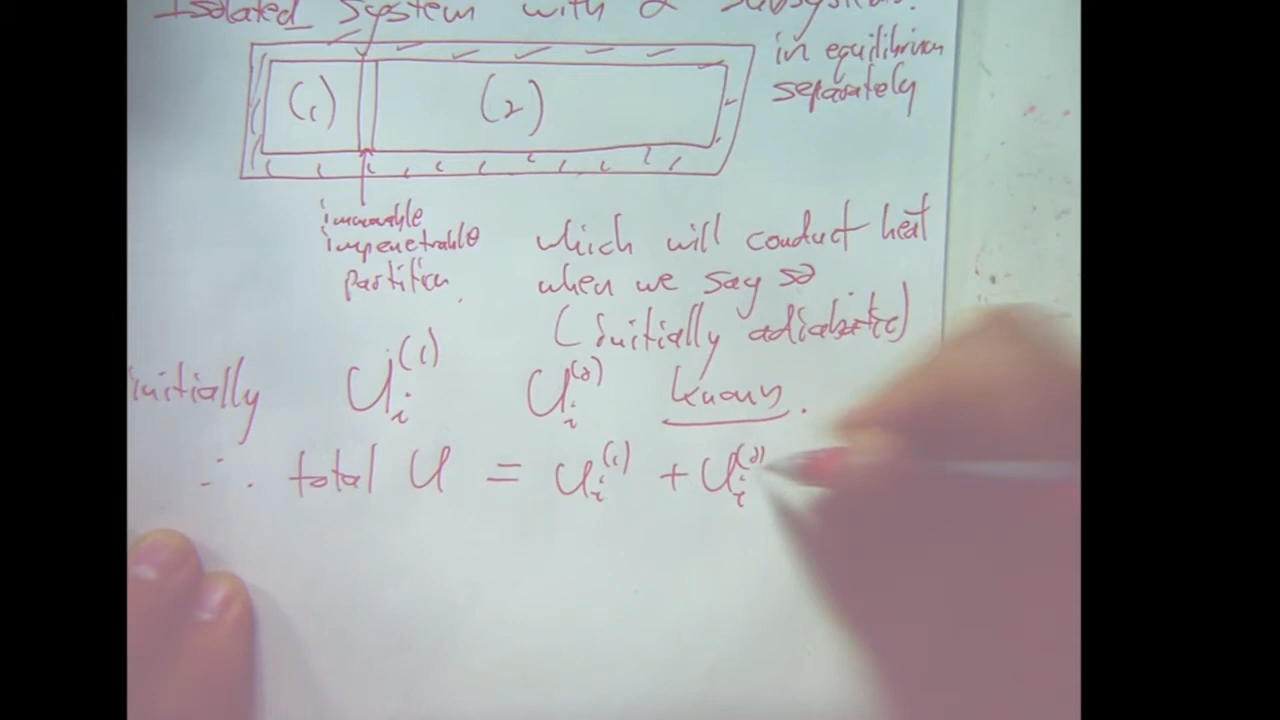 Isolated System with 2 Subsystems.
(1)
(2)
in equilibrium
separately
immovable
impenetrable
partition.
which will conduct heat
when we say so
(initially adiabatic)
initially U_i^(1) U_i^(2) known.
∴ total U = U_i^(1) + U_i^(2)